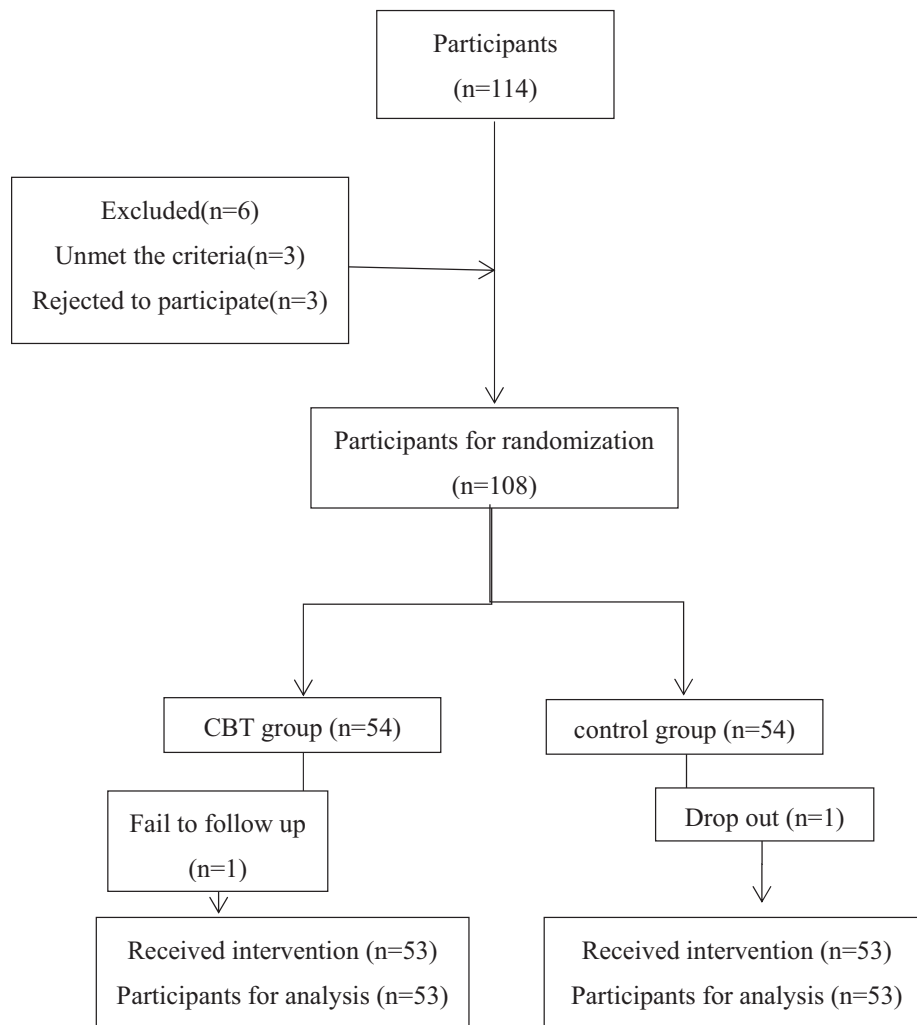 Participants
(n=114)
Excluded(n=6)
Unmet the criteria(n=3)
Rejected to participate(n=3)
Participants for randomization
(n=108)
CBT group (n=54)
control group (n=54)
Fail to follow up
(n=1)
Drop out (n=1)
Received intervention (n=53)
Participants for analysis (n=53)
Received intervention (n=53)
Participants for analysis (n=53)